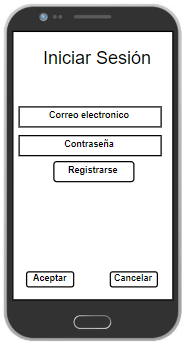 Iniciar Sesión
Correo electronico
Contraseña
Registrarse
Aceptar
Cancelar